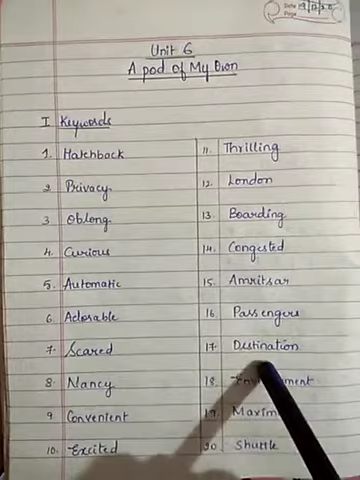 Date
Page
Unit 6
A pod of My Own
I Keywords
1. Hatchback
2. Privacy
3 Oblong
4. Curious
5. Automatic
6. Adorable
7. Scared
8. Nancy
9 Convenient
10. Excited
11. Thrilling
12. London
13. Boarding
14. Congested
15. Amritsar
16. Passengers
17. Destination
18.
19.
20 Shuttle